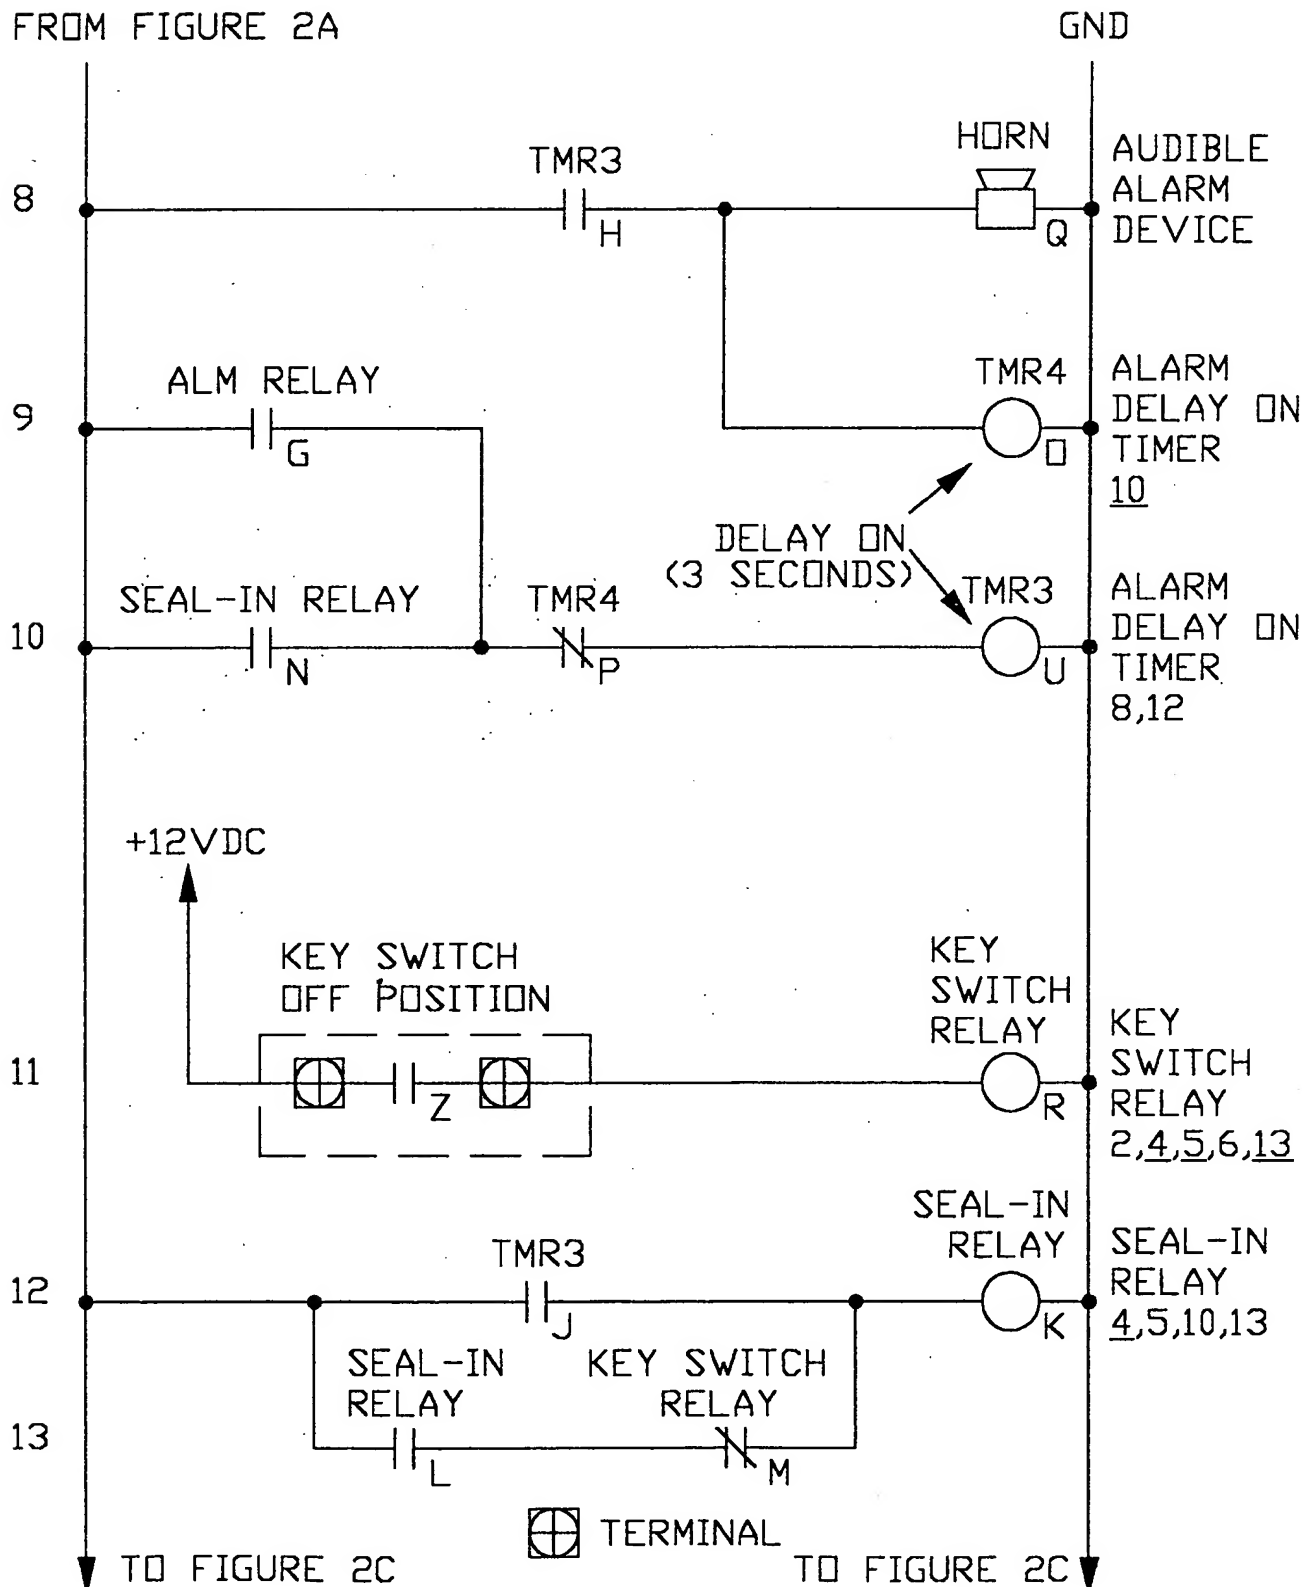 FROM FIGURE 2A
GND
8
TMR3
H
HORN
Q
AUDIBLE
ALARM
DEVICE
9
ALM RELAY
G
TMR4
O
ALARM
DELAY ON
TIMER
10
DELAY ON
(3 SECONDS)
10
SEAL-IN RELAY
N
TMR4
P
TMR3
U
ALARM
DELAY ON
TIMER
8,12
+12VDC
11
KEY SWITCH
OFF POSITION
Z
KEY
SWITCH
RELAY
R
KEY
SWITCH
RELAY
2,4,5,6,13
12
TMR3
J
SEAL-IN
RELAY
K
SEAL-IN
RELAY
4,5,10,13
13
SEAL-IN
RELAY
L
KEY SWITCH
RELAY
M
TERMINAL
TO FIGURE 2C
TO FIGURE 2C